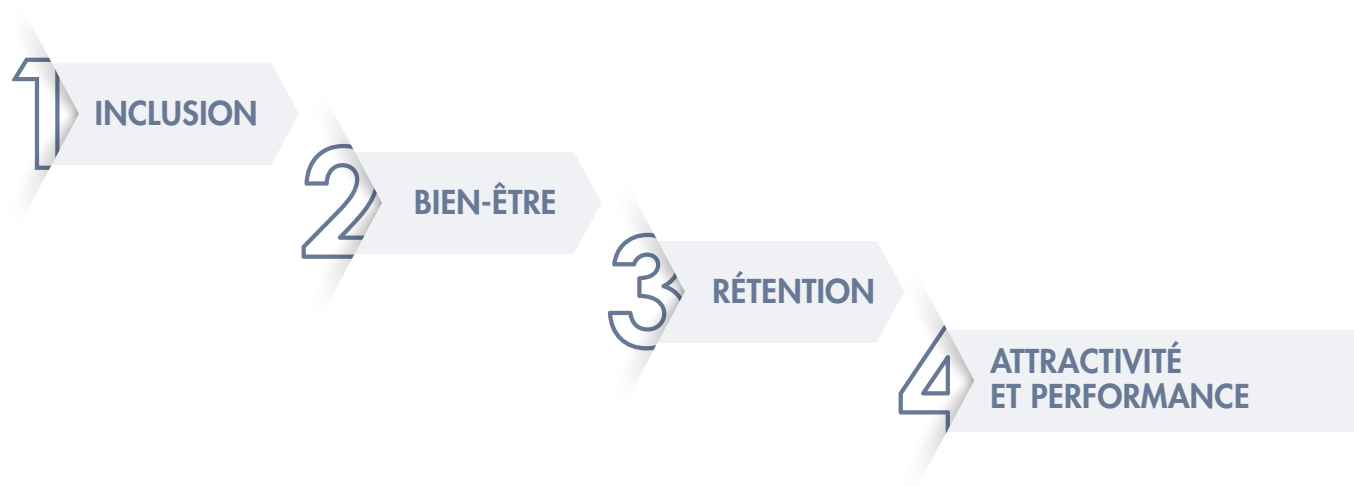 1 INCLUSION
2 BIEN-ÊTRE
3 RÉTENTION
4 ATTRACTIVITÉ
ET PERFORMANCE